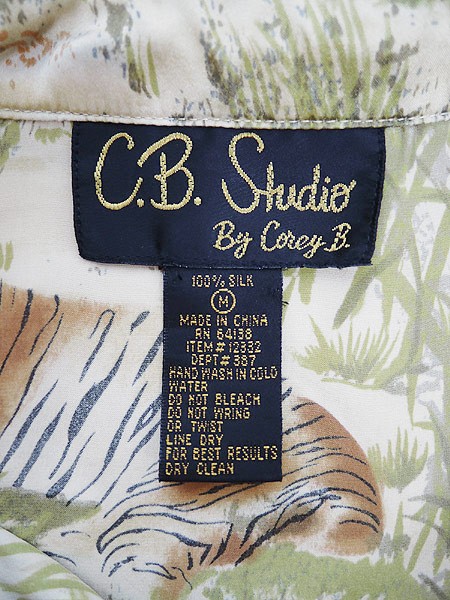 C.B. Studio
By Corey B.
100% SILK
M
MADE IN CHINA
RN 64138
ITEM# 12332
DEPT# 387
HAND WASH IN COLD
WATER
DO NOT BLEACH
DO NOT WRING
OR TWIST
LINE DRY
FOR BEST RESULTS
DRY CLEAN